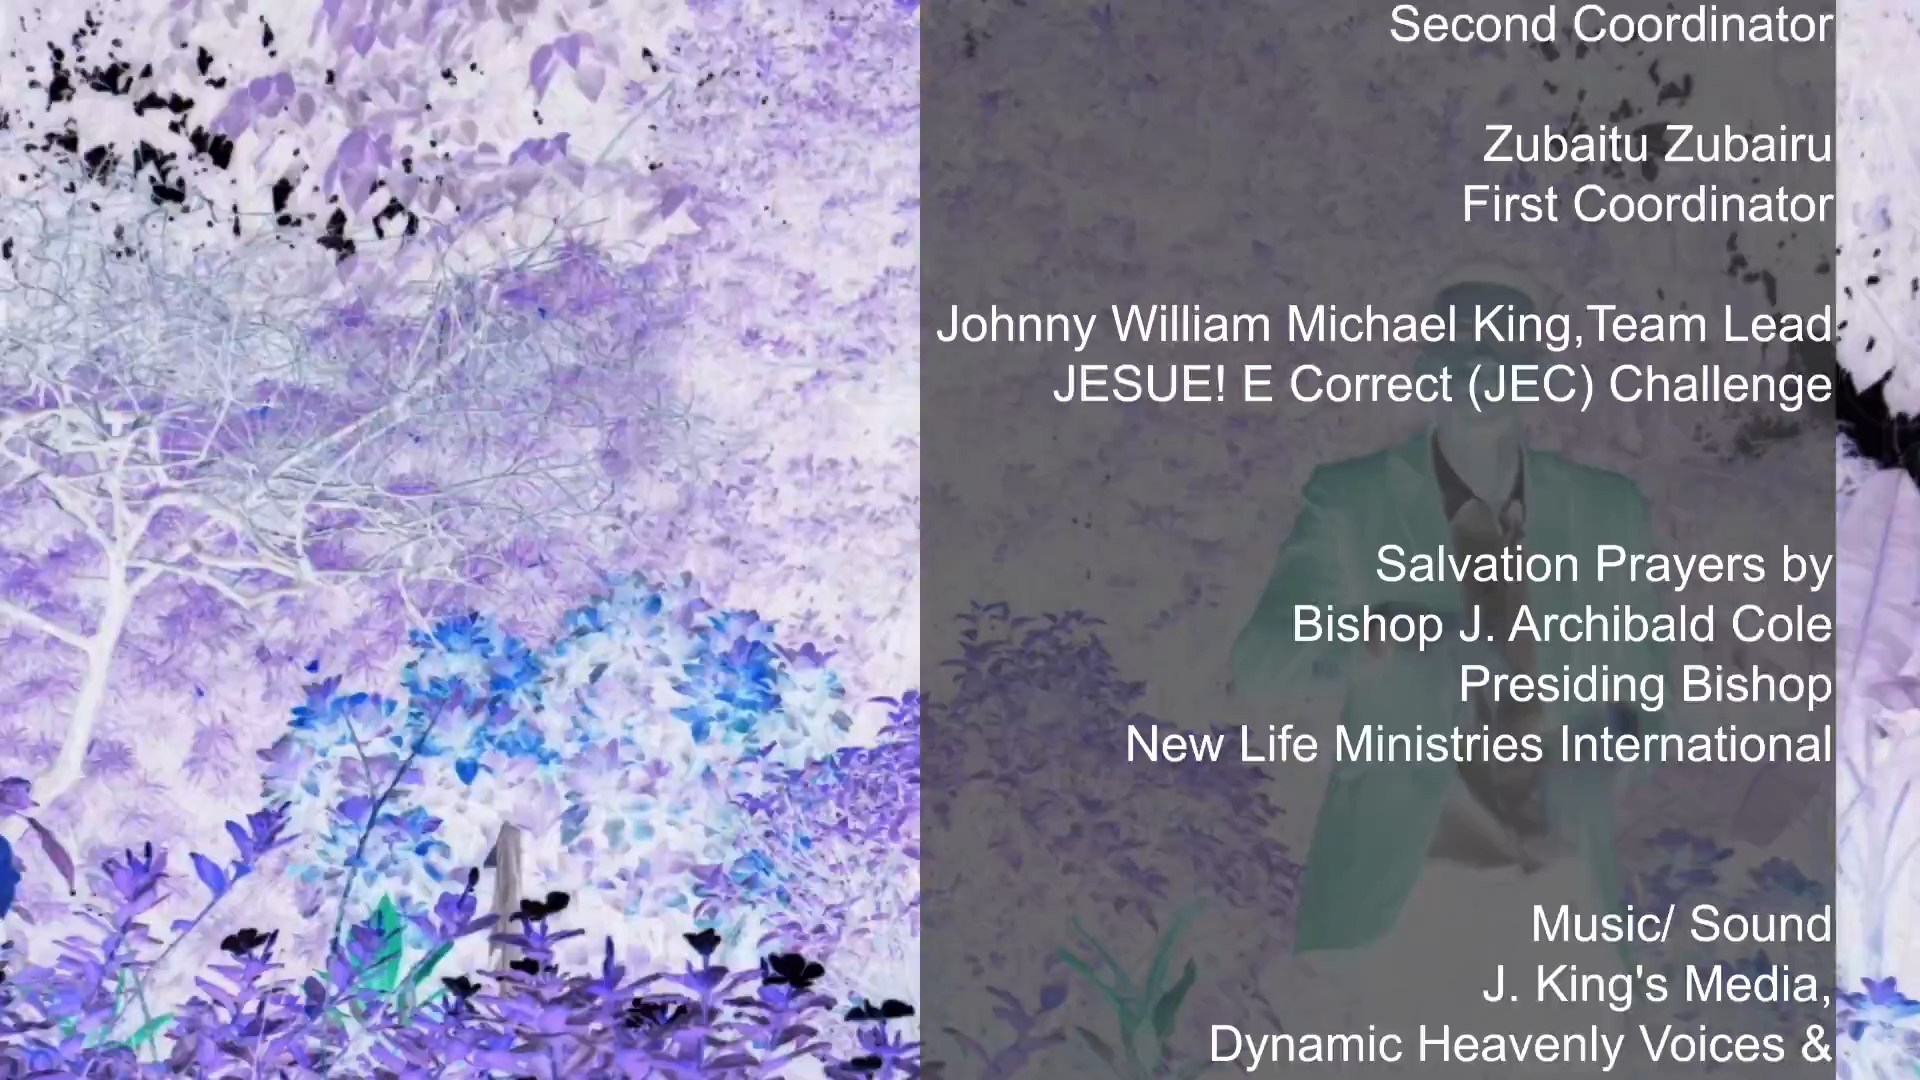 Second Coordinator
Zubaitu Zubairu
First Coordinator
Johnny William Michael King,Team Lead
JESUE! E Correct (JEC) Challenge
Salvation Prayers by
Bishop J. Archibald Cole
Presiding Bishop
New Life Ministries International
Music/ Sound
J. King's Media,
Dynamic Heavenly Voices &